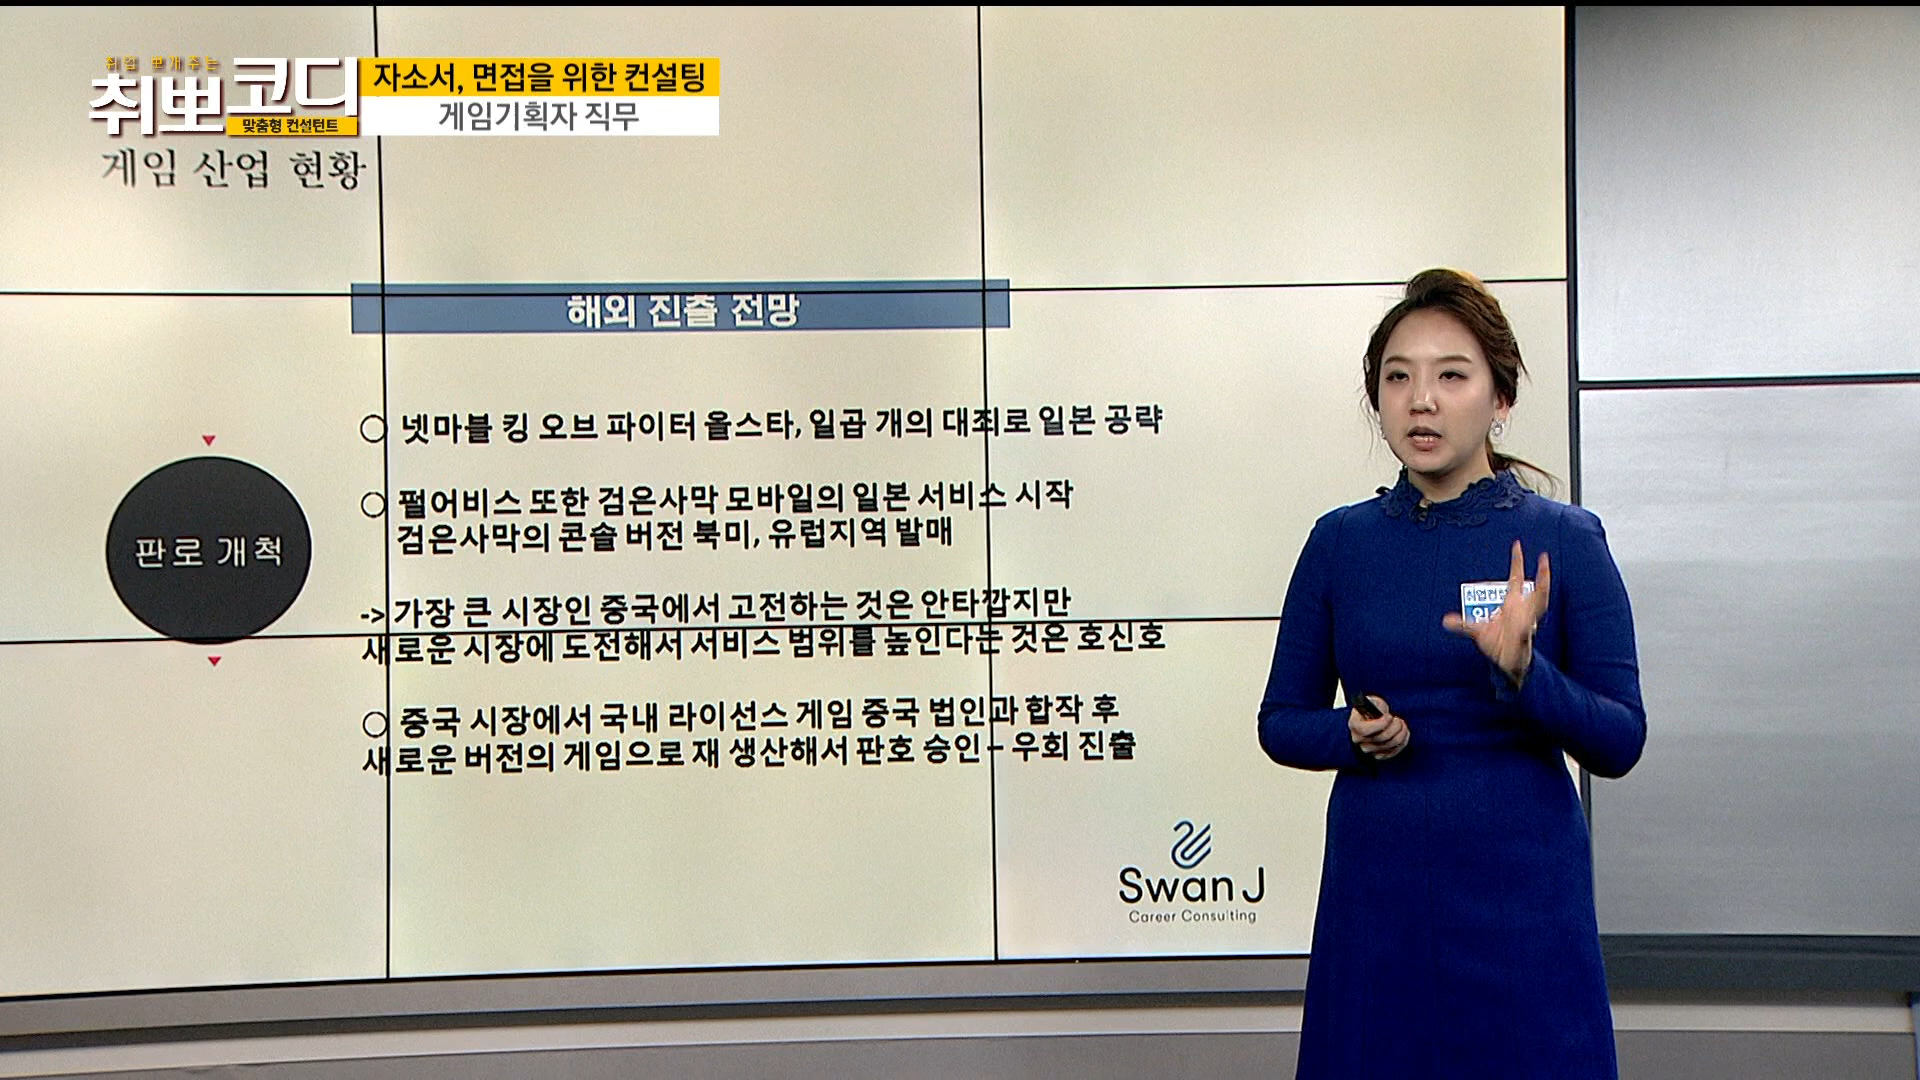 취업 뽀개주는
취뽀코디
맞춤형 컨설턴트
자소서, 면접을 위한 컨설팅
게임기획자 직무
게임 산업 현황
해외 진출 전망
판로 개척
○ 넷마블 킹 오브 파이터 올스타, 일곱 개의 대죄로 일본 공략
○ 펄어비스 또한 검은사막 모바일의 일본 서비스 시작
검은사막의 콘솔 버전 북미, 유럽지역 발매
-> 가장 큰 시장인 중국에서 고전하는 것은 안타깝지만
새로운 시장에 도전해서 서비스 범위를 높인다는 것은 호신호
○ 중국 시장에서 국내 라이선스 게임 중국 법인과 합작 후
새로운 버전의 게임으로 재 생산해서 판호 승인 – 우회 진출
Swan J
Career Consulting